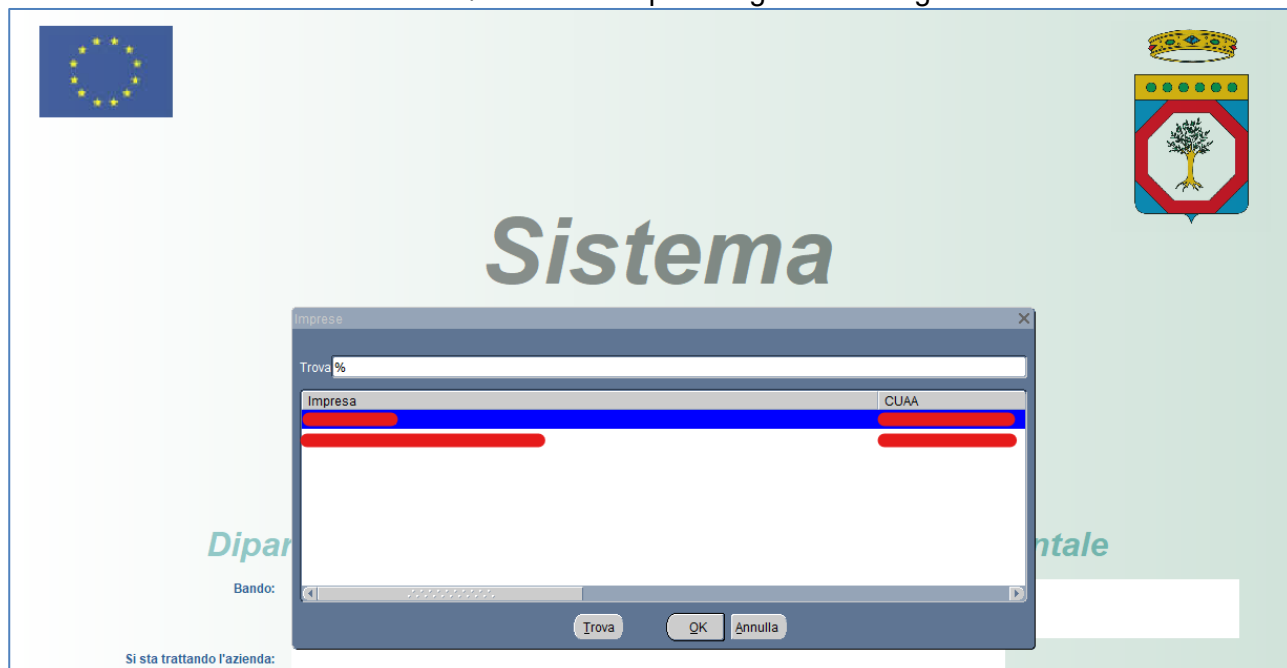 Sistema
Imprese
Trova %
Impresa CUAA
Dipar ntale
Bando:
Trova OK Annulla
Si sta trattando l'azienda: